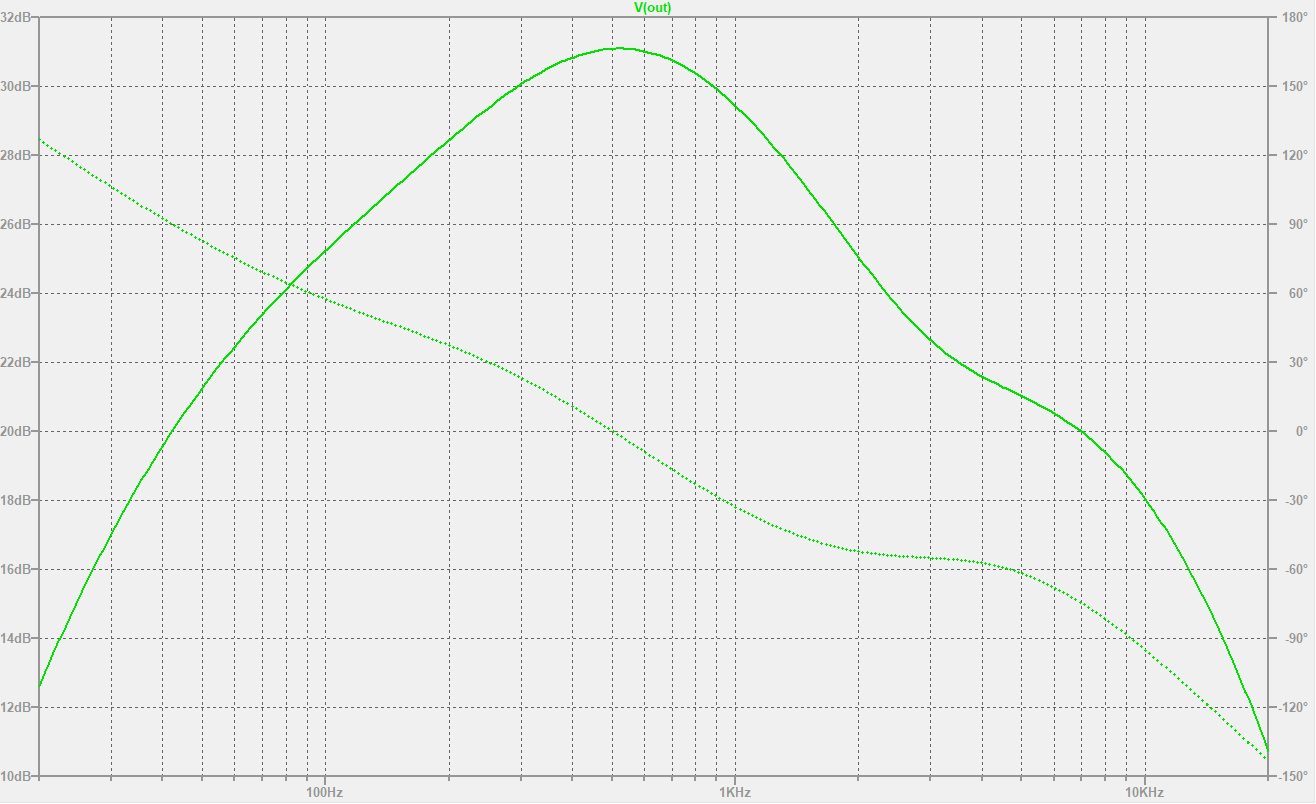 V(out)
32dB 180°
30dB 150°
28dB 120°
26dB 90°
24dB 60°
22dB 30°
20dB 0°
18dB -30°
16dB -60°
14dB -90°
12dB -120°
10dB -150°
100Hz 1KHz 10KHz